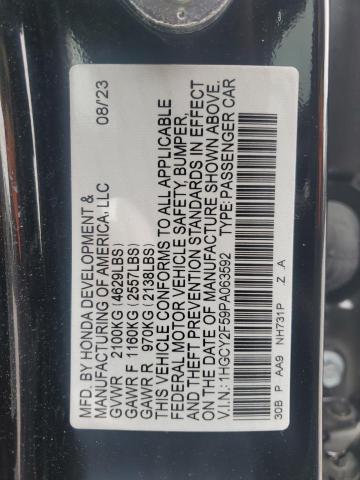 MFD. BY HONDA DEVELOPMENT &
MANUFACTURING OF AMERICA, LLC 08/'23
GVWR 2100KG (4629LBS)
GAWR F 1160KG (2557LBS)
GAWR R 970KG (2138LBS)
THIS VEHICLE CONFORMS TO ALL APPLICABLE
FEDERAL MOTOR VEHICLE SAFETY, BUMPER,
AND THEFT PREVENTION STANDARDS IN EFFECT
ON THE DATE OF MANUFACTURE SHOWN ABOVE.
V.I.N.: 1HGCY2F59PA063592 TYPE: PASSENGER CAR
30B P AA9 NH731P .Z .A